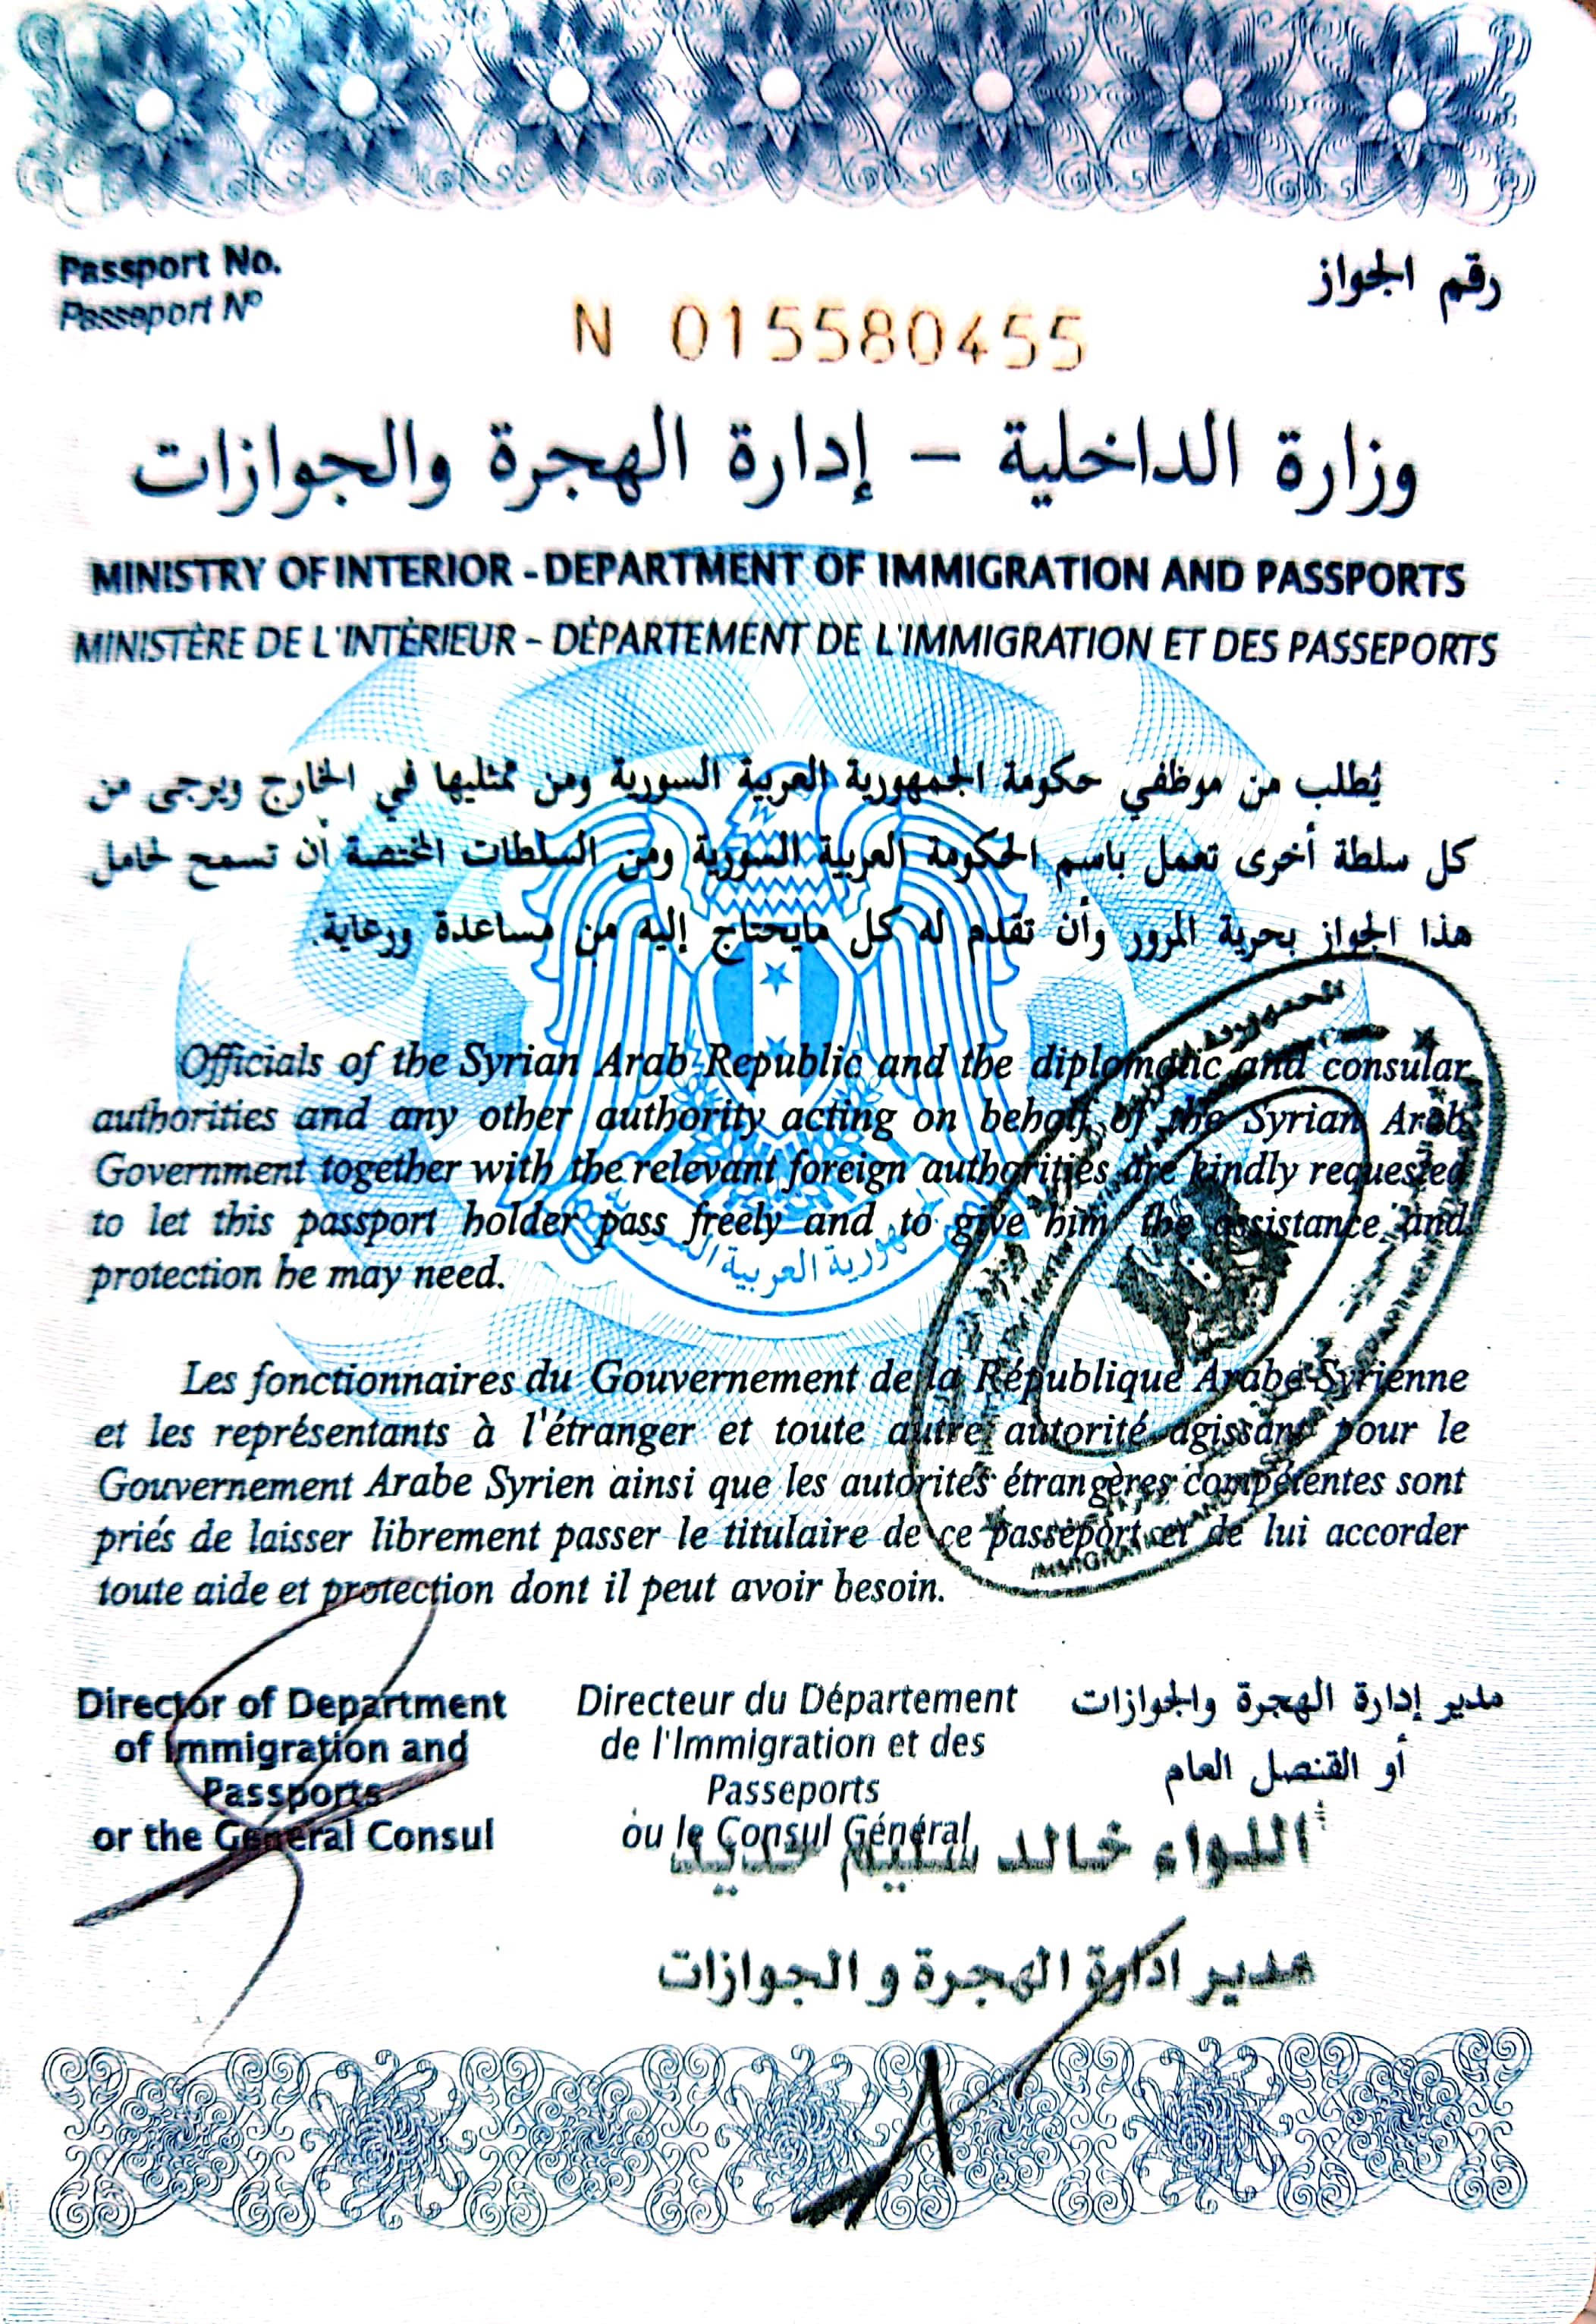 Passport No.
رقم الجواز
Passeport Nº
N 015580455
وزارة الداخلية – إدارة الهجرة والجوازات
MINISTRY OF INTERIOR - DEPARTMENT OF IMMIGRATION AND PASSPORTS
MINISTÈRE DE L'INTÉRIEUR – DÉPARTEMENT DE L'IMMIGRATION ET DES PASSEPORTS
يُطلب من موظفي حكومة الجمهورية العربية السورية ومن ممثليها في الخارج ويرجى من
كل سلطة أخرى تعمل باسم الحكومة العربية السورية ومن السلطات المختصة أن تسمح لحامل
هذا الجواز بحرية المرور وأن تقدم له كل مايحتاج إليه من مساعدة ورعاية.
Officials of the Syrian Arab Republic and the diplomatic and consular
authorities and any other authority acting on behalf of the Syrian Arab
Government together with the relevant foreign authorities are kindly requested
to let this passport holder pass freely and to give him the assistance and
protection he may need.
الجمهورية العربية السورية
Les fonctionnaires du Gouvernement de la République Arabe Syrienne
et les représentants à l'étranger et toute autre autorité agissant pour le
Gouvernement Arabe Syrien ainsi que les autorités étrangères compétentes sont
priés de laisser librement passer le titulaire de ce passeport et de lui accorder
toute aide et protection dont il peut avoir besoin.
Director of Department
of Immigration and
Passports
or the General Consul
Directeur du Département
de l'Immigration et des
Passeports
ou le Consul Général
مدير إدارة الهجرة والجوازات
أو القنصل العام
اللواء خالد سليم حديد
مدير ادارة الهجرة و الجوازات